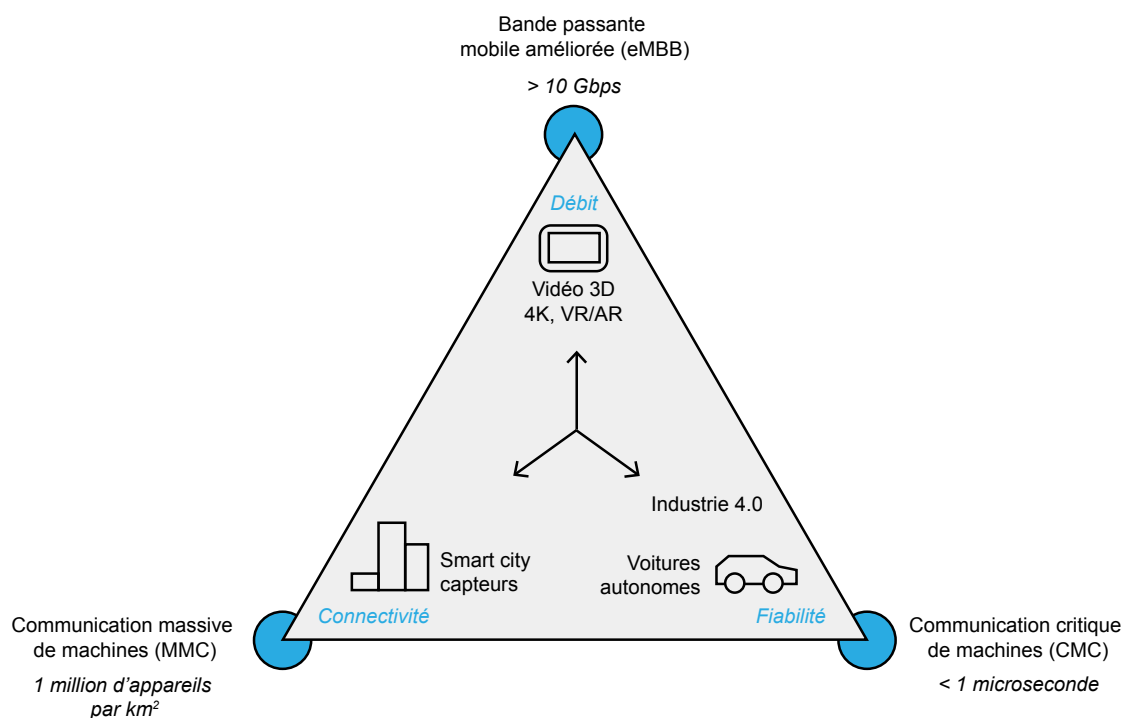 Bande passante
mobile améliorée (eMBB)
> 10 Gbps
Débit
Vidéo 3D
4K, VR/AR
Industrie 4.0
Smart city
capteurs
Voitures
autonomes
Connectivité
Fiabilité
Communication massive
de machines (MMC)
1 million d’appareils
par km²
Communication critique
de machines (CMC)
< 1 microseconde